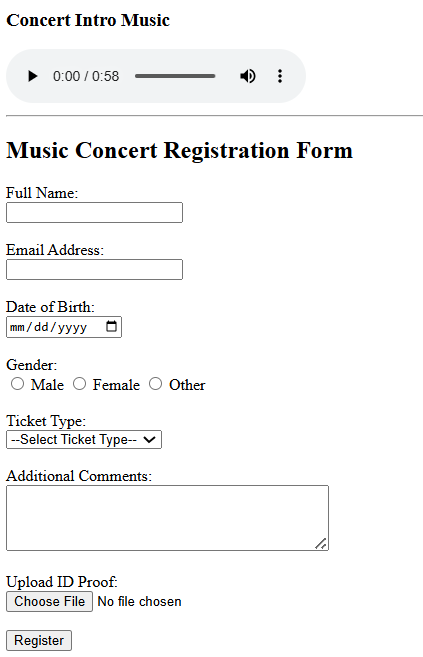 Concert Intro Music
0:00 / 0:58
Music Concert Registration Form
Full Name:
Email Address:
Date of Birth:
mm/dd/yyyy
Gender:
Male Female Other
Ticket Type:
--Select Ticket Type--
Additional Comments:
Upload ID Proof:
Choose File No file chosen
Register